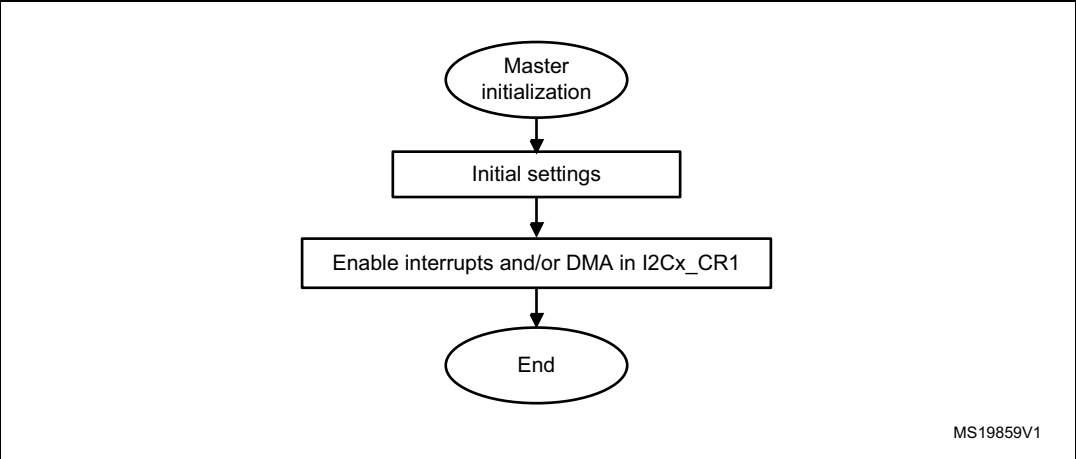 Master
initialization
Initial settings
Enable interrupts and/or DMA in I2Cx_CR1
End
MS19859V1